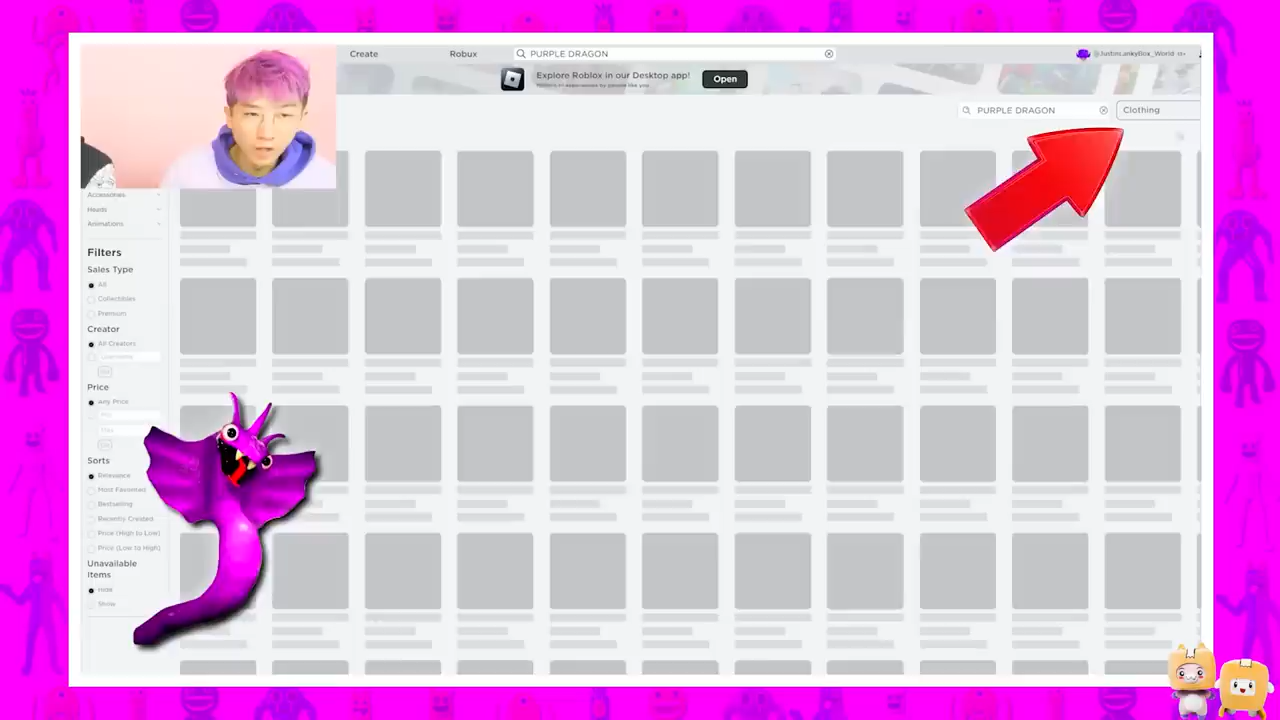 Create
Robux
PURPLE DRAGON
Explore Roblox in our Desktop app!
Open
PURPLE DRAGON
Clothing
Accessories
Heads
Animations
Filters
Sales Type
All
Collectibles
Premium
Creator
All Creators
Username
Price
Any Price
Sorts
Relevance
Most Favorited
Bestselling
Recently Created
Price (High to Low)
Price (Low to High)
Unavailable
Items
Hide
Show